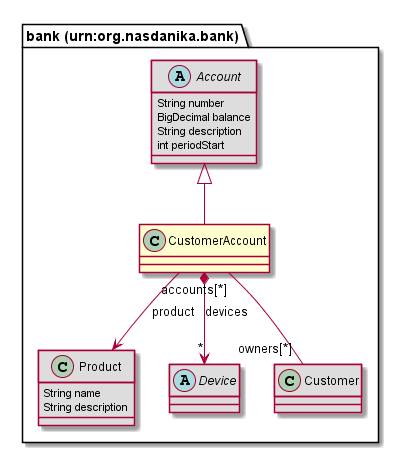 bank (urn:org.nasdanika.bank)
A Account
String number
BigDecimal balance
String description
int periodStart
C CustomerAccount
accounts[*]
product devices
* owners[*]
C Product
String name
String description
A Device
C Customer